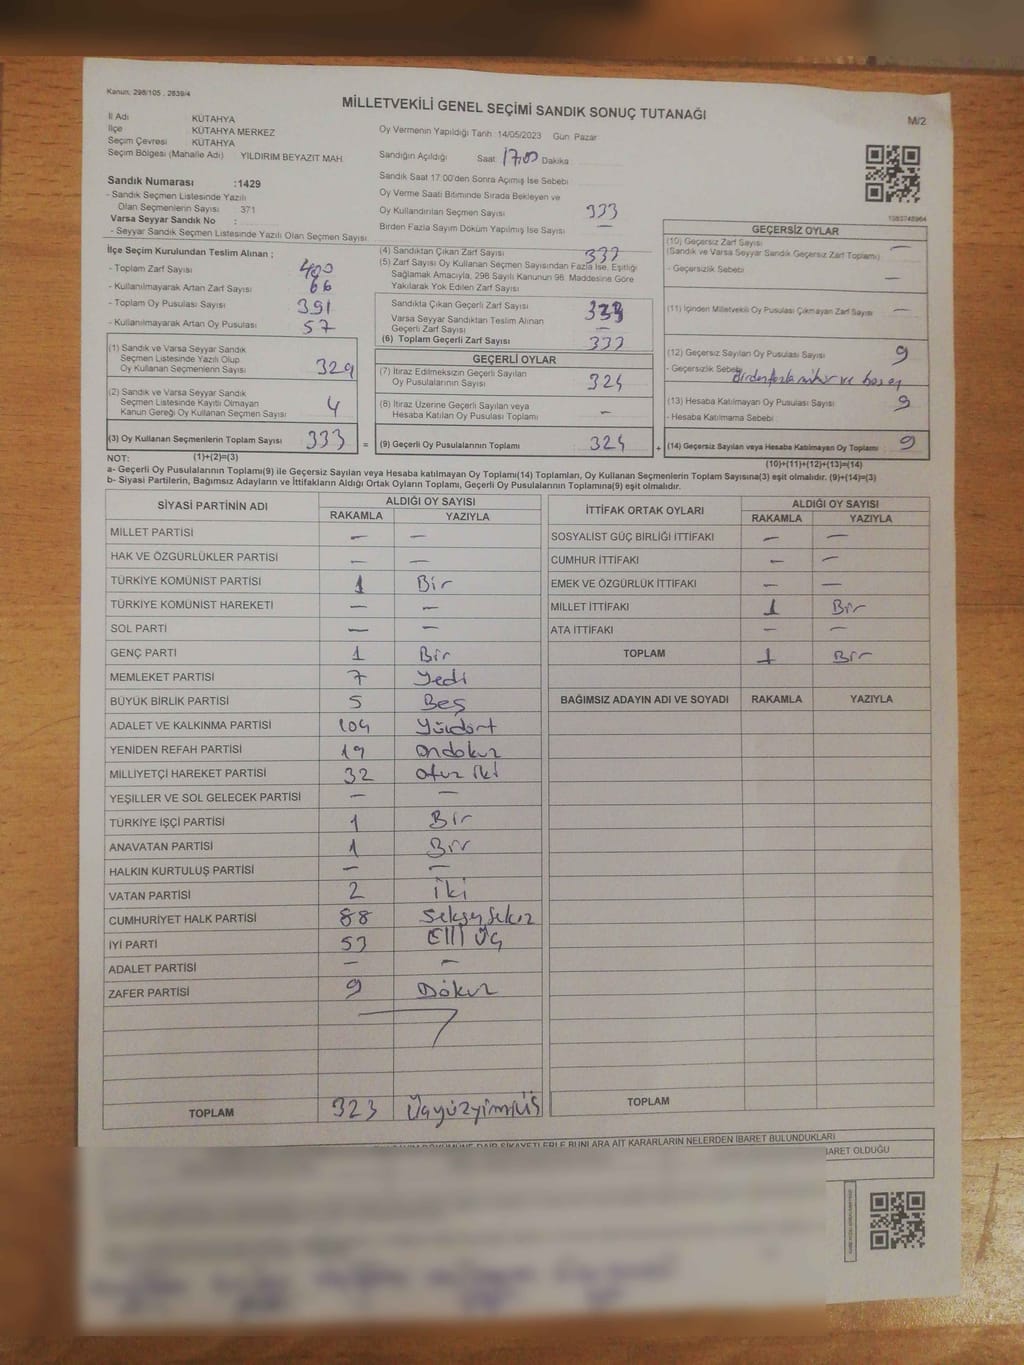 Kanun: 298/105 , 2839/4
MİLLETVEKİLİ GENEL SEÇİMİ SANDIK SONUÇ TUTANAĞI
M/2
İl Adı KÜTAHYA
İlçe KÜTAHYA MERKEZ
Seçim Çevresi KÜTAHYA
Seçim Bölgesi (Mahalle Adı) YILDIRIM BEYAZIT MAH.
Sandık Numarası :1429
- Sandık Seçmen Listesinde Yazılı
Olan Seçmenlerin Sayısı : 371
Varsa Seyyar Sandık No :
- Seyyar Sandık Seçmen Listesinde Yazılı Olan Seçmen Sayısı
Oy Vermenin Yapıldığı Tarih 14/05/2023 Gün Pazar
Sandığın Açıldığı Saat 17.00 Dakika
Sandık Saat 17.00'den Sonra Açılmış İse Sebebi
Oy Verme Saati Bitiminde Sırada Bekleyen ve
Oy Kullandırılan Seçmen Sayısı 333
Birden Fazla Sayım Döküm Yapılmış İse Sayısı —
İlçe Seçim Kurulundan Teslim Alınan ;
- Toplam Zarf Sayısı 400
- Kullanılmayarak Artan Zarf Sayısı 66
- Toplam Oy Pusulası Sayısı 391
- Kullanılmayarak Artan Oy Pusulası 57
(1) Sandık ve Varsa Seyyar Sandık
Seçmen Listesinde Yazılı Olup
Oy Kullanan Seçmenlerin Sayısı 329
(2) Sandık ve Varsa Seyyar Sandık
Seçmen Listesinde Kayıtlı Olmayan
Kanun Gereği Oy Kullanan Seçmen Sayısı 4
(3) Oy Kullanan Seçmenlerin Toplam Sayısı 333 =
(4) Sandıktan Çıkan Zarf Sayısı 333
(5) Zarf Sayısı Oy Kullanan Seçmen Sayısından Fazla İse, Eşitliği
Sağlamak Amacıyla, 298 Sayılı Kanunun 98. Maddesine Göre
Yakılarak Yok Edilen Zarf Sayısı
Sandıkta Çıkan Geçerli Zarf Sayısı 333
Varsa Seyyar Sandıktan Teslim Alınan
Geçerli Zarf Sayısı —
(6) Toplam Geçerli Zarf Sayısı 333
GEÇERLİ OYLAR
(7) İtiraz Edilmeksizin Geçerli Sayılan
Oy Pusulalarının Sayısı 324
(8) İtiraz Üzerine Geçerli Sayılan veya
Hesaba Katılan Oy Pusulası Toplamı —
(9) Geçerli Oy Pusulalarının Toplamı 324 +
1083748964
GEÇERSİZ OYLAR
(10) Geçersiz Zarf Sayısı —
(Sandık ve Varsa Seyyar Sandık Geçersiz Zarf Toplamı)
- Geçersizlik Sebebi —
(11) İçinden Milletvekili Oy Pusulası Çıkmayan Zarf Sayısı —
(12) Geçersiz Sayılan Oy Pusulası Sayısı 9
- Geçersizlik Sebebi Birden fazla mühür ve
(13) Hesaba Katılmayan Oy Pusulası Sayısı 9
- Hesaba Katılmama Sebebi
(14) Geçersiz Sayılan veya Hesaba Katılmayan Oy Toplamı 9
NOT: (1)+(2)=(3)
(10)+(11)+(12)+(13)=(14)
a- Geçerli Oy Pusulalarının Toplamı(9) ile Geçersiz Sayılan veya Hesaba katılmayan Oy Toplamı(14) Toplamları, Oy Kullanan Seçmenlerin Toplam Sayısına(3) eşit olmalıdır. (9)+(14)=(3)
b- Siyasi Partilerin, Bağımsız Adayların ve İttifakların Aldığı Ortak Oyların Toplamı, Geçerli Oy Pusulalarının Toplamına(9) eşit olmalıdır.
SİYASİ PARTİNİN ADI ALDIĞI OY SAYISI
RAKAMLA YAZIYLA
MİLLET PARTİSİ — —
HAK VE ÖZGÜRLÜKLER PARTİSİ — —
TÜRKİYE KOMÜNİST PARTİSİ 1 Bir
TÜRKİYE KOMÜNİST HAREKETİ — —
SOL PARTİ — —
GENÇ PARTİ 1 Bir
MEMLEKET PARTİSİ 7 Yedi
BÜYÜK BİRLİK PARTİSİ 5 Beş
ADALET VE KALKINMA PARTİSİ 104 Yüzdört
YENİDEN REFAH PARTİSİ 19 Ondokuz
MİLLİYETÇİ HAREKET PARTİSİ 32 Otuz iki
YEŞİLLER VE SOL GELECEK PARTİSİ — —
TÜRKİYE İŞÇİ PARTİSİ 1 Bir
ANAVATAN PARTİSİ 1 Bir
HALKIN KURTULUŞ PARTİSİ — —
VATAN PARTİSİ 2 İki
CUMHURİYET HALK PARTİSİ 88 Seksen Sekiz
İYİ PARTİ 53 Elli Üç
ADALET PARTİSİ — —
ZAFER PARTİSİ 9 Dokuz
TOPLAM 323 Üçyüzyirmiüç
İTTİFAK ORTAK OYLARI ALDIĞI OY SAYISI
RAKAMLA YAZIYLA
SOSYALİST GÜÇ BİRLİĞİ İTTİFAKI — —
CUMHUR İTTİFAKI — —
EMEK VE ÖZGÜRLÜK İTTİFAKI — —
MİLLET İTTİFAKI 1 Bir
ATA İTTİFAKI — —
TOPLAM 1 Bir
BAĞIMSIZ ADAYIN ADI VE SOYADI RAKAMLA YAZIYLA
TOPLAM
DÖKÜMÜNE DAİR ŞİKAYETLERLE BUNLARA AİT KARARLARIN NELERDEN İBARET BULUNDUKLARI
İBARET OLDUĞU